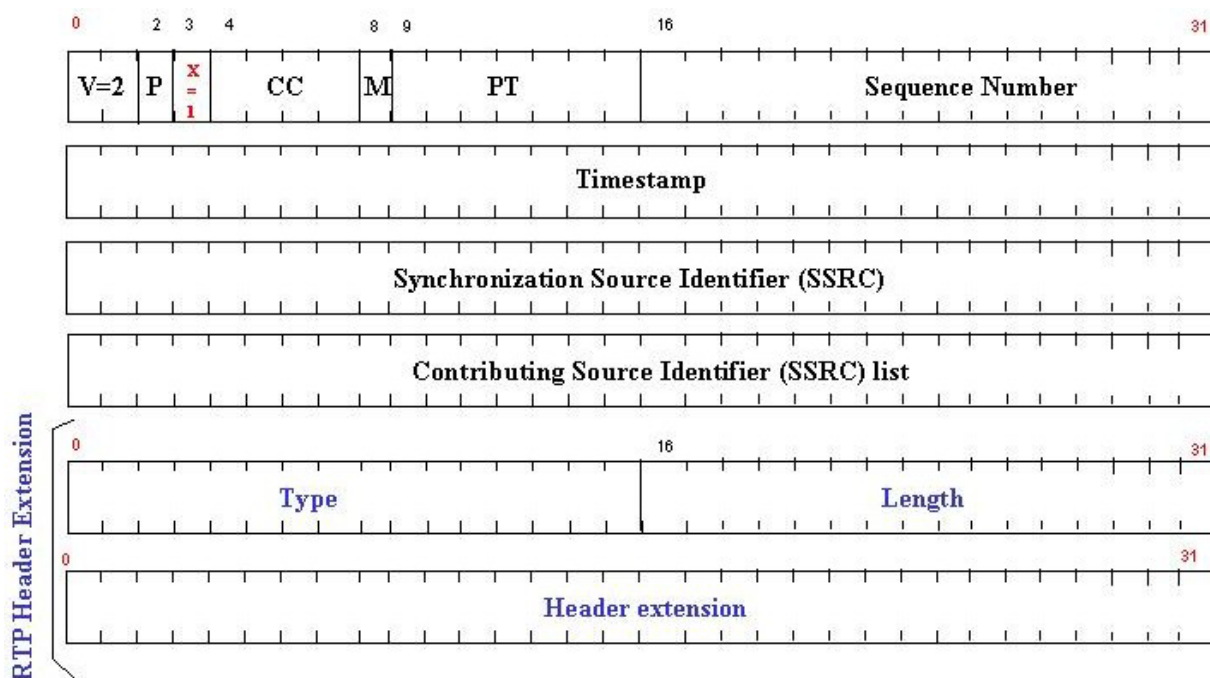 0 2 3 4 8 9 16 31
V=2 P X=1 CC M PT Sequence Number
Timestamp
Synchronization Source Identifier (SSRC)
Contributing Source Identifier (SSRC) list
RTP Header Extension
0 16 31
Type Length
0 31
Header extension